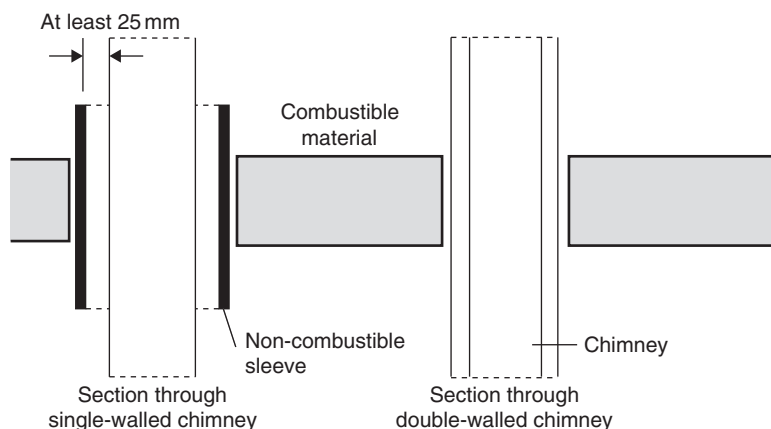 At least 25 mm
Combustible
material
Non-combustible
sleeve
Chimney
Section through
single-walled chimney
Section through
double-walled chimney